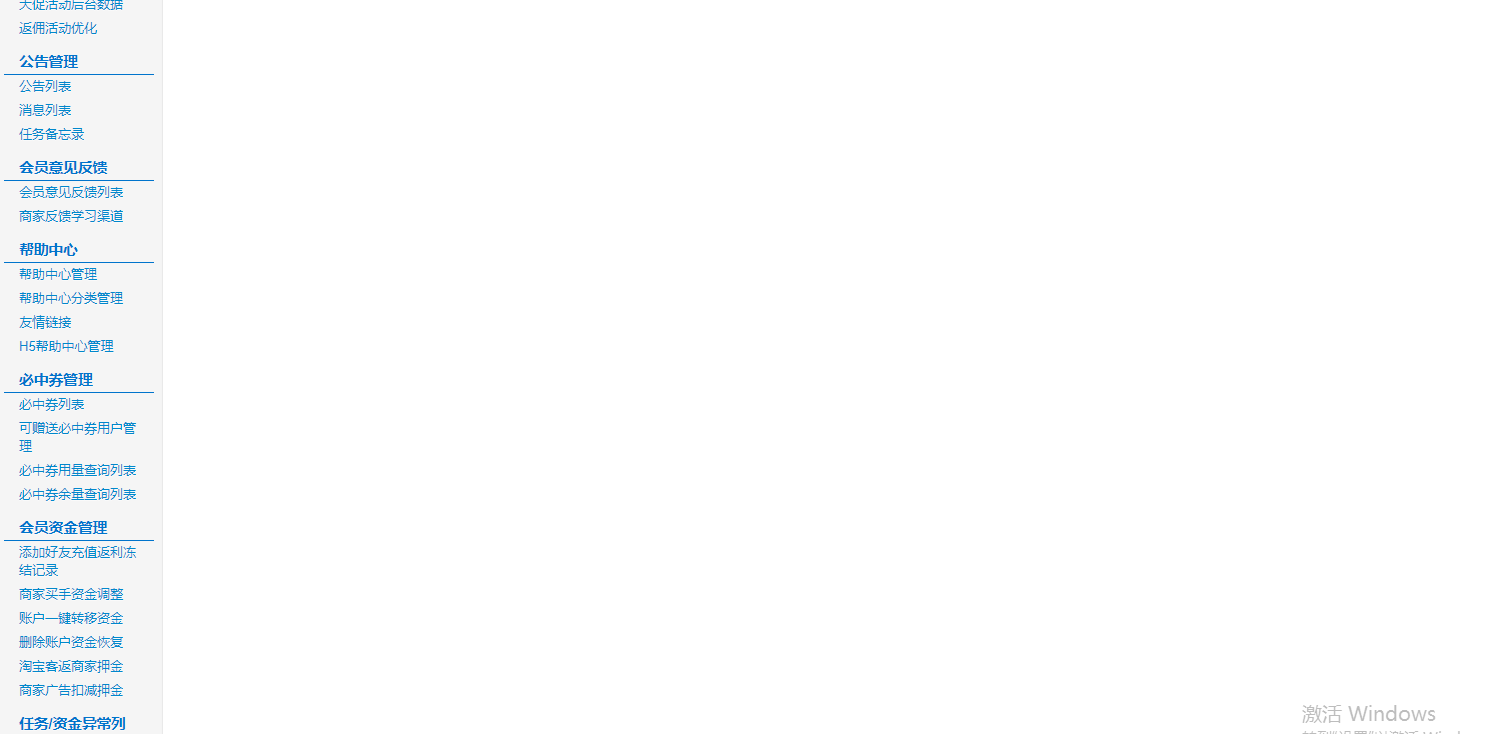 大促活动后台数据
返佣活动优化
公告管理
公告列表
消息列表
任务备忘录
会员意见反馈
会员意见反馈列表
商家反馈学习渠道
帮助中心
帮助中心管理
帮助中心分类管理
友情链接
H5帮助中心管理
必中券管理
必中券列表
可赠送必中券用户管
理
必中券用量查询列表
必中券余量查询列表
会员资金管理
添加好友充值返利冻
结记录
商家买手资金调整
账户一键转移资金
删除账户资金恢复
淘宝客返商家押金
商家广告扣减押金
任务/资金异常列
激活 Windows